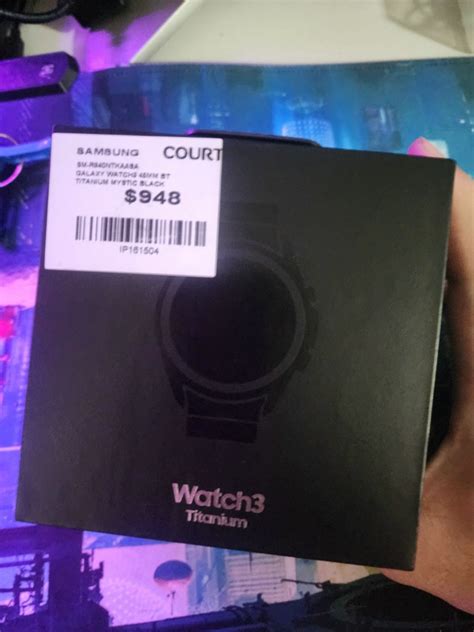 SAMSUNG COURT
SM-R840NTKAASA
GALAXY WATCH3 45MM BT
TITANIUM MYSTIC BLACK
$948
IP161504
Watch3
Titanium